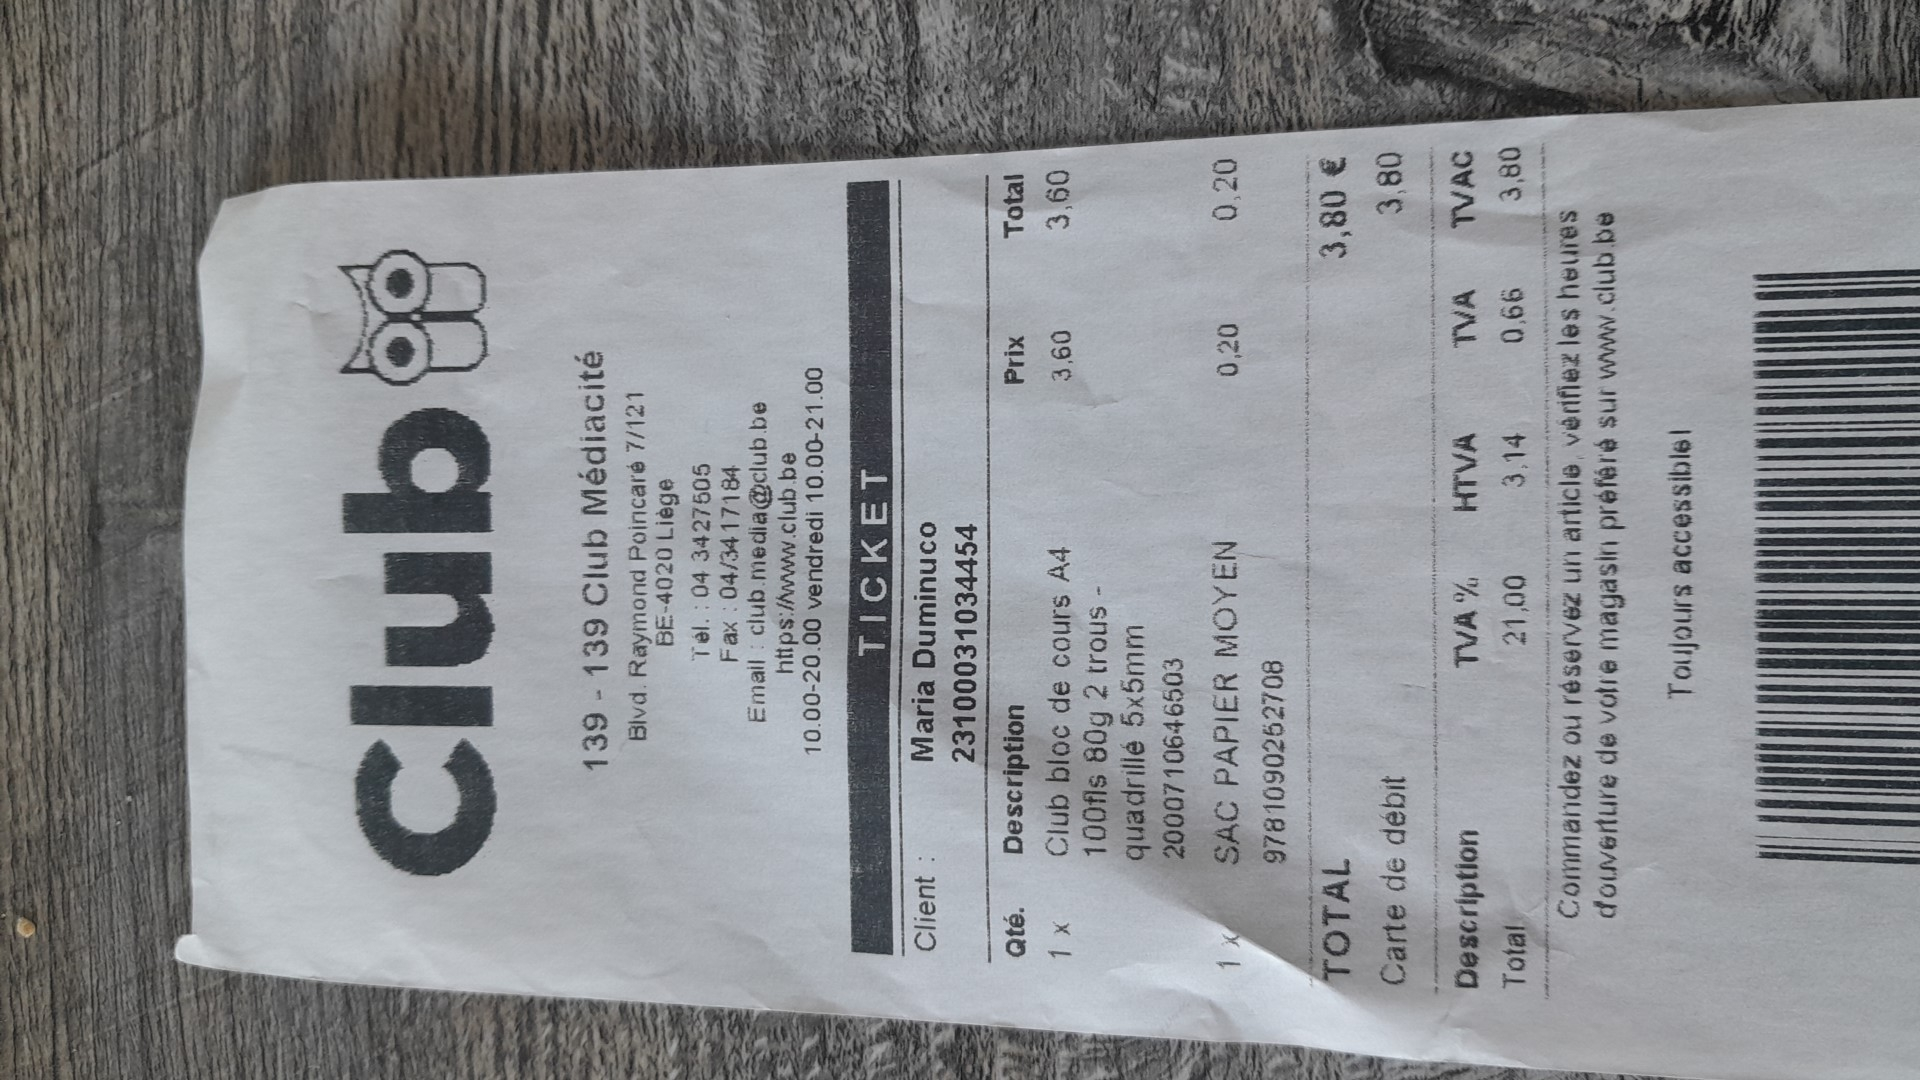 Club
139 - 139 Club Médiacité
Blvd. Raymond Poincaré 7/121
BE-4020 Liège
Tél. : 04 3427505
Fax : 04/3417184
Email : club.media@club.be
https://www.club.be
10.00-20.00 vendredi 10.00-21.00
TICKET
Client : Maria Duminuco
23100031034454
Qté. Description Prix Total
1 x Club bloc de cours A4 3,60 3,60
100fls 80g 2 trous -
quadrillé 5x5mm
2000710646503
1 x SAC PAPIER MOYEN 0,20 0,20
9781090252708
TOTAL 3,80 €
Carte de débit 3,80
Description TVA % HTVA TVA TVAC
Total 21,00 3,14 0,66 3,80
Commandez ou réservez un article, vérifiez les heures
d'ouverture de votre magasin préféré sur www.club.be
Toujours accessible!